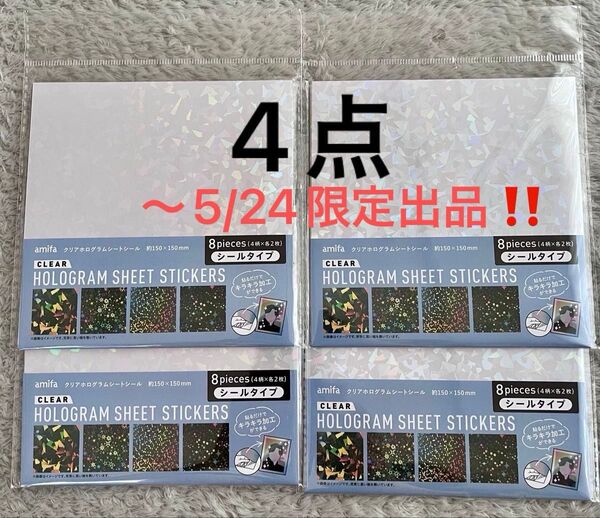 4点
～5/24限定出品‼️
amifa クリアホログラムシートシール 約150×150mm
8pieces(4柄×各2枚)
CLEAR
シールタイプ
HOLOGRAM SHEET STICKERS
貼るだけで
キラキラ加工
ができる
amifa クリアホログラムシートシール 約150×150mm
8pieces(4柄×各2枚)
CLEAR
シールタイプ
HOLOGRAM SHEET STICKERS
貼るだけで
キラキラ加工
ができる
amifa クリアホログラムシートシール 約150×150mm
8pieces(4柄×各2枚)
CLEAR
シールタイプ
HOLOGRAM SHEET STICKERS
貼るだけで
キラキラ加工
ができる
amifa クリアホログラムシートシール 約150×150mm
8pieces(4柄×各2枚)
CLEAR
シールタイプ
HOLOGRAM SHEET STICKERS
貼るだけで
キラキラ加工
ができる